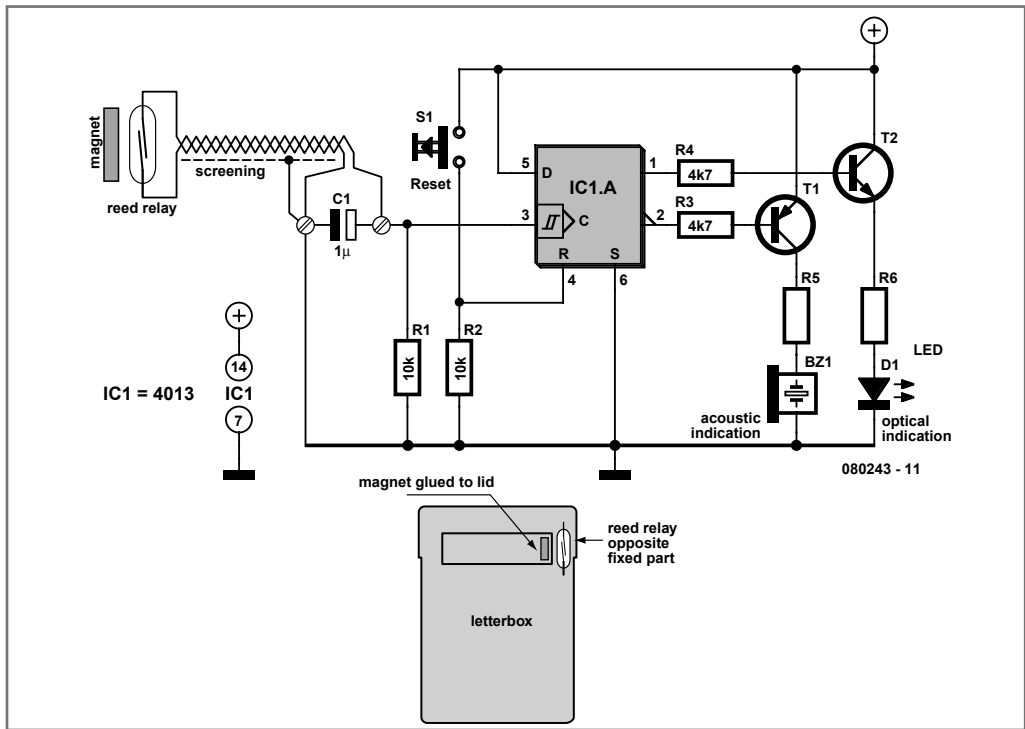 magnet
reed relay
screening
C1
1µ
S1
Reset
5
D
3
C
R
4
S
6
IC1.A
1
2
R4
4k7
R3
4k7
T1
T2
R5
R6
BZ1
acoustic
indication
D1
LED
optical
indication
R1
10k
R2
10k
IC1 = 4013
14
IC1
7
080243 - 11
magnet glued to lid
reed relay
opposite
fixed part
letterbox